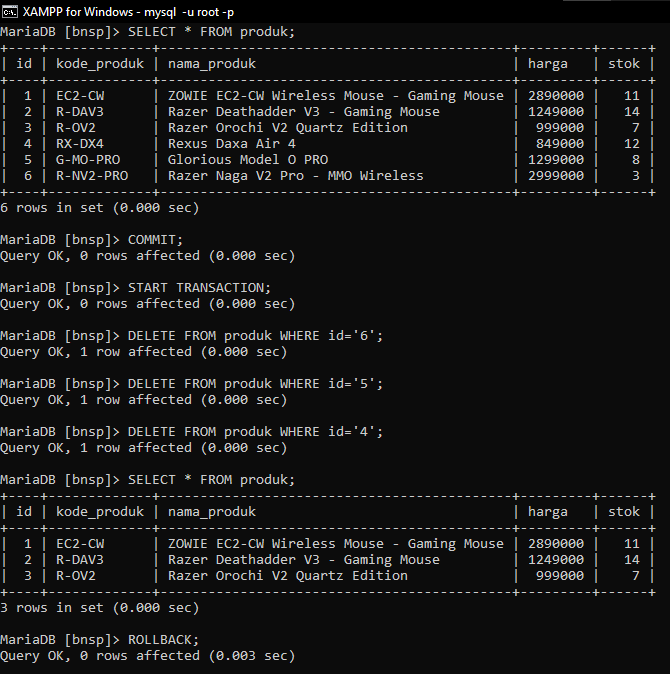 XAMPP for Windows - mysql -u root -p
MariaDB [bnsp]> SELECT * FROM produk;
+----+-------------+--------------------------------------------+---------+------+
| id | kode_produk | nama_produk                                | harga   | stok |
+----+-------------+--------------------------------------------+---------+------+
|  1 | EC2-CW      | ZOWIE EC2-CW Wireless Mouse - Gaming Mouse | 2890000 |   11 |
|  2 | R-DAV3      | Razer Deathadder V3 - Gaming Mouse         | 1249000 |   14 |
|  3 | R-OV2       | Razer Orochi V2 Quartz Edition             |  999000 |    7 |
|  4 | RX-DX4      | Rexus Daxa Air 4                           |  849000 |   12 |
|  5 | G-MO-PRO    | Glorious Model O PRO                       | 1299000 |    8 |
|  6 | R-NV2-PRO   | Razer Naga V2 Pro - MMO Wireless           | 2999000 |    3 |
+----+-------------+--------------------------------------------+---------+------+
6 rows in set (0.000 sec)
MariaDB [bnsp]> COMMIT;
Query OK, 0 rows affected (0.000 sec)
MariaDB [bnsp]> START TRANSACTION;
Query OK, 0 rows affected (0.000 sec)
MariaDB [bnsp]> DELETE FROM produk WHERE id='6';
Query OK, 1 row affected (0.000 sec)
MariaDB [bnsp]> DELETE FROM produk WHERE id='5';
Query OK, 1 row affected (0.000 sec)
MariaDB [bnsp]> DELETE FROM produk WHERE id='4';
Query OK, 1 row affected (0.000 sec)
MariaDB [bnsp]> SELECT * FROM produk;
+----+-------------+--------------------------------------------+---------+------+
| id | kode_produk | nama_produk                                | harga   | stok |
+----+-------------+--------------------------------------------+---------+------+
|  1 | EC2-CW      | ZOWIE EC2-CW Wireless Mouse - Gaming Mouse | 2890000 |   11 |
|  2 | R-DAV3      | Razer Deathadder V3 - Gaming Mouse         | 1249000 |   14 |
|  3 | R-OV2       | Razer Orochi V2 Quartz Edition             |  999000 |    7 |
+----+-------------+--------------------------------------------+---------+------+
3 rows in set (0.000 sec)
MariaDB [bnsp]> ROLLBACK;
Query OK, 0 rows affected (0.003 sec)